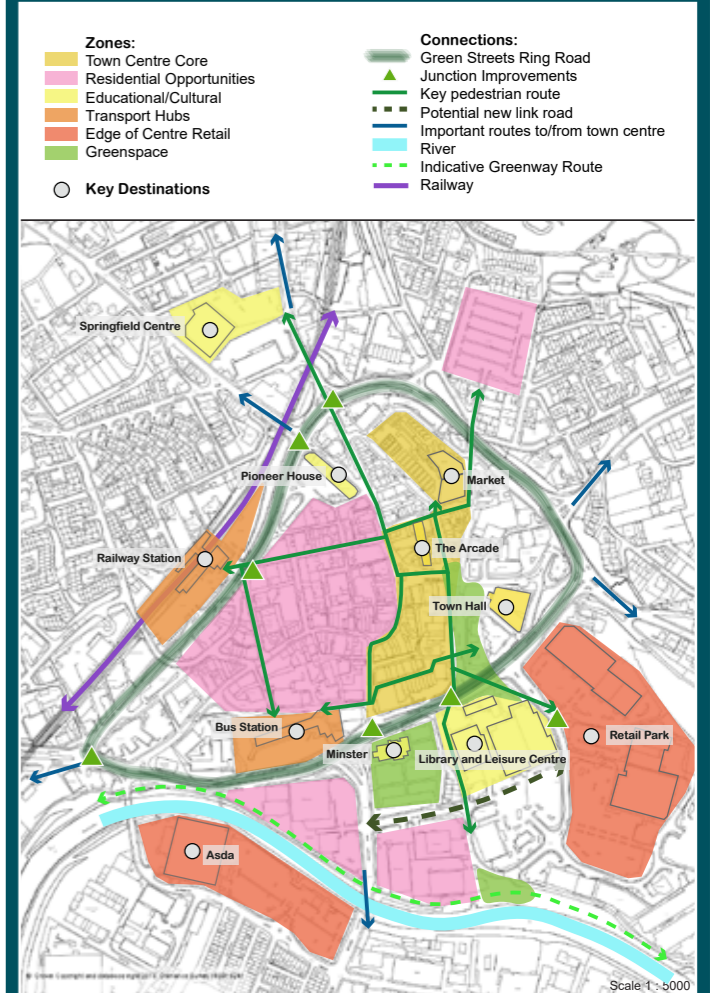 Zones:
Town Centre Core
Residential Opportunities
Educational/Cultural
Transport Hubs
Edge of Centre Retail
Greenspace
Key Destinations
Connections:
Green Streets Ring Road
Junction Improvements
Key pedestrian route
Potential new link road
Important routes to/from town centre
River
Indicative Greenway Route
Railway
Springfield Centre
Pioneer House
Market
Railway Station
The Arcade
Town Hall
Bus Station
Minster
Library and Leisure Centre
Retail Park
Asda
Scale 1 : 5000